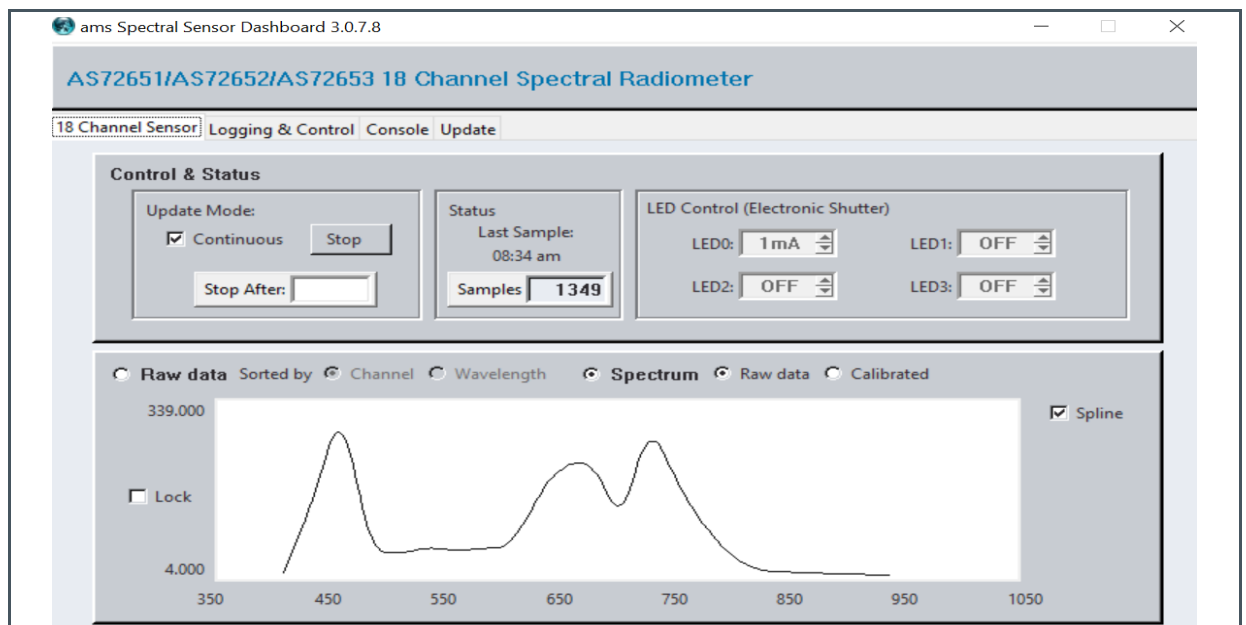 ams Spectral Sensor Dashboard 3.0.7.8
AS72651/AS72652/AS72653 18 Channel Spectral Radiometer
18 Channel Sensor Logging & Control Console Update
Control & Status
Update Mode:
Continuous Stop
Stop After:
Status
Last Sample:
08:34 am
Samples 1349
LED Control (Electronic Shutter)
LED0: 1mA LED1: OFF
LED2: OFF LED3: OFF
Raw data Sorted by Channel Wavelength Spectrum Raw data Calibrated
339.000
Spline
Lock
4.000
350 450 550 650 750 850 950 1050